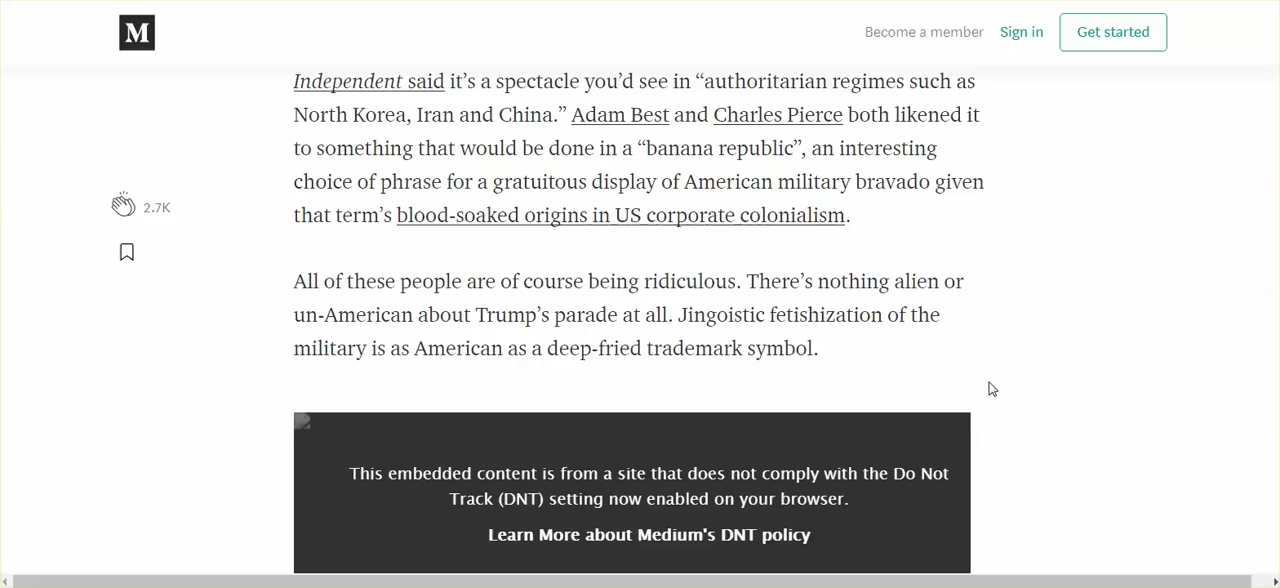 M
Become a member Sign in Get started
Independent said it’s a spectacle you’d see in “authoritarian regimes such as
North Korea, Iran and China.” Adam Best and Charles Pierce both likened it
to something that would be done in a “banana republic”, an interesting
choice of phrase for a gratuitous display of American military bravado given
that term’s blood-soaked origins in US corporate colonialism.
2.7K
All of these people are of course being ridiculous. There’s nothing alien or
un-American about Trump’s parade at all. Jingoistic fetishization of the
military is as American as a deep-fried trademark symbol.
This embedded content is from a site that does not comply with the Do Not
Track (DNT) setting now enabled on your browser.
Learn More about Medium's DNT policy